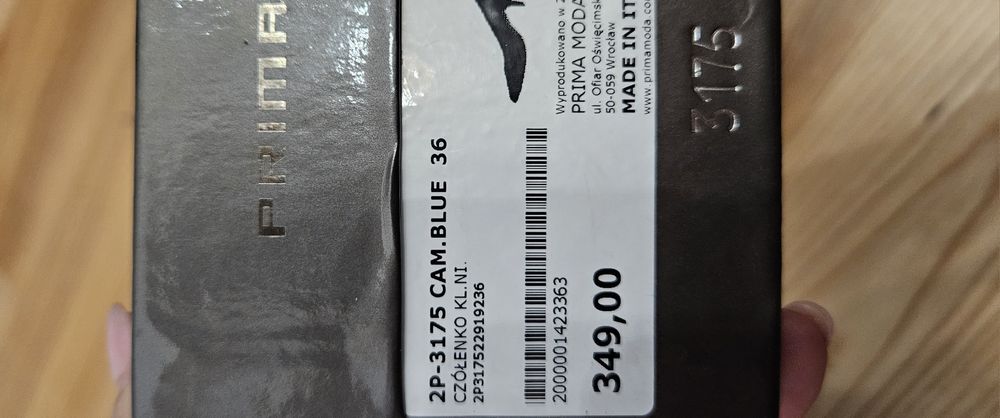 PRIMA
2P-3175 CAM.BLUE 36
CZÓŁENKO KL.NI.
2P317522919236
2000001423363
349,00
Wyprodukowano w
PRIMA MODA
ul. Ofiar Oświęcimsk
50-059 Wrocław
MADE IN IT
www.primamoda.co
3175